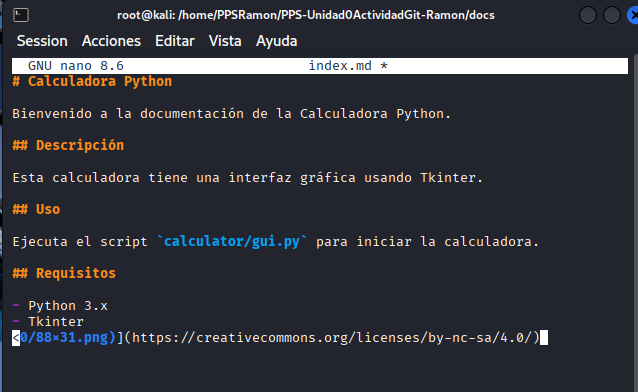 root@kali: /home/PPSRamon/PPS-Unidad0ActividadGit-Ramon/docs
Session Acciones Editar Vista Ayuda
GNU nano 8.6 index.md *
# Calculadora Python
Bienvenido a la documentación de la Calculadora Python.
## Descripción
Esta calculadora tiene una interfaz gráfica usando Tkinter.
## Uso
Ejecuta el script `calculator/gui.py` para iniciar la calculadora.
## Requisitos
- Python 3.x
- Tkinter
<0/88×31.png)](https://creativecommons.org/licenses/by-nc-sa/4.0/)